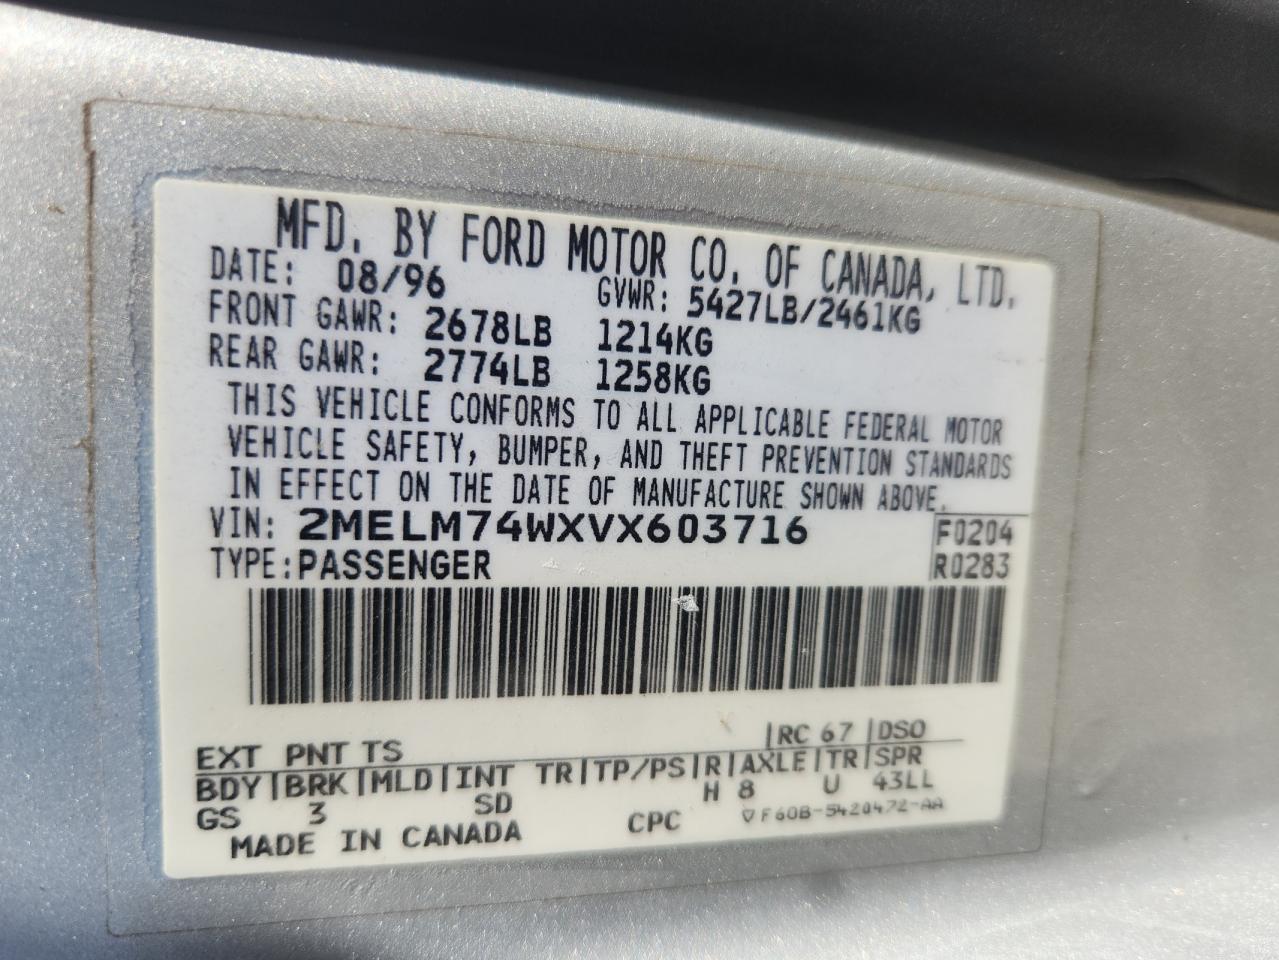 MFD. BY FORD MOTOR CO. OF CANADA, LTD.
DATE: 08/96 GVWR: 5427LB/2461KG
FRONT GAWR: 2678LB 1214KG
REAR GAWR: 2774LB 1258KG
THIS VEHICLE CONFORMS TO ALL APPLICABLE FEDERAL MOTOR
VEHICLE SAFETY, BUMPER, AND THEFT PREVENTION STANDARDS
IN EFFECT ON THE DATE OF MANUFACTURE SHOWN ABOVE.
VIN: 2MELM74WXVX603716 F0204
TYPE: PASSENGER R0283
EXT PNT TS |RC 67 |DSO
BDY|BRK|MLD|INT TR|TP/PS|R|AXLE|TR|SPR
GS 3 SD H 8 U 43LL
MADE IN CANADA CPC ▽F60B-5420472-AA